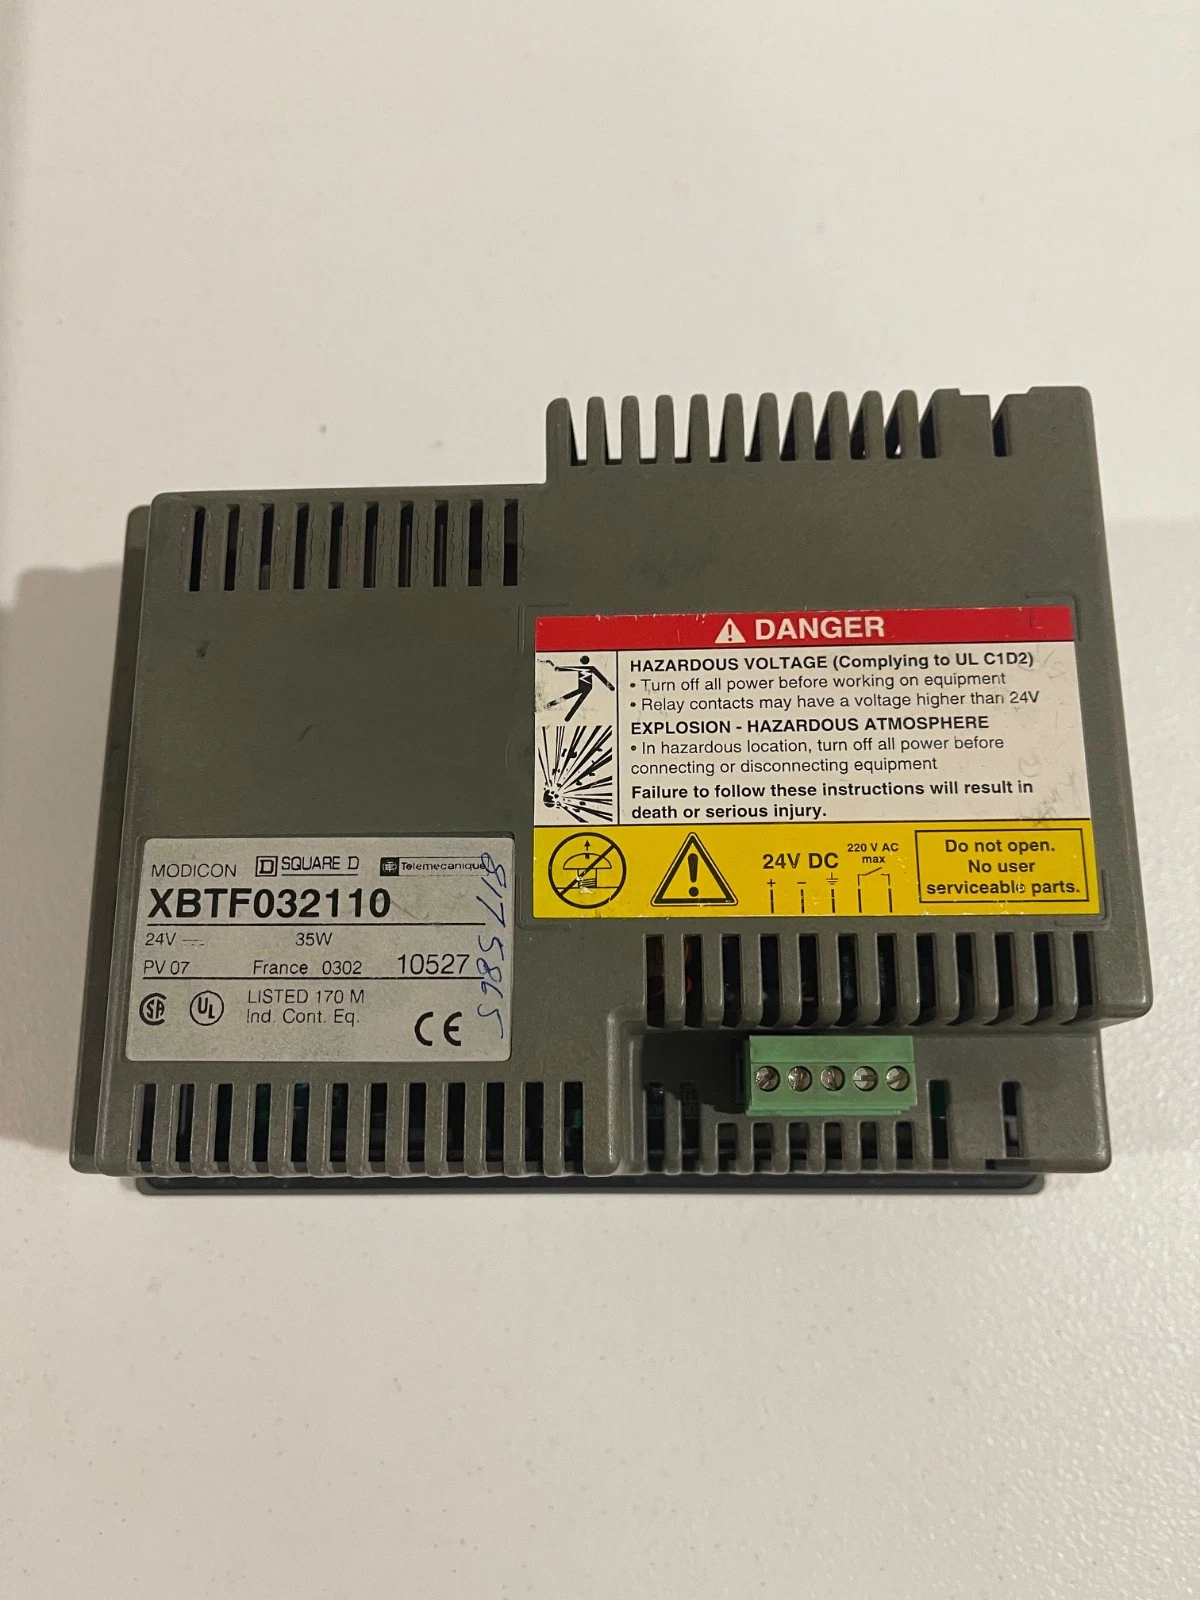 DANGER
HAZARDOUS VOLTAGE (Complying to UL C1D2)
• Turn off all power before working on equipment
• Relay contacts may have a voltage higher than 24V
EXPLOSION - HAZARDOUS ATMOSPHERE
• In hazardous location, turn off all power before
connecting or disconnecting equipment
Failure to follow these instructions will result in
death or serious injury.
24V DC
+ -
220 V AC
max
Do not open.
No user
serviceable parts.
MODICON D SQUARE D Telemecanique
XBTF032110
24V 35W
PV 07 France 0302 10527
SA UL LISTED 170 M
Ind. Cont. Eq.
CE
817 5865